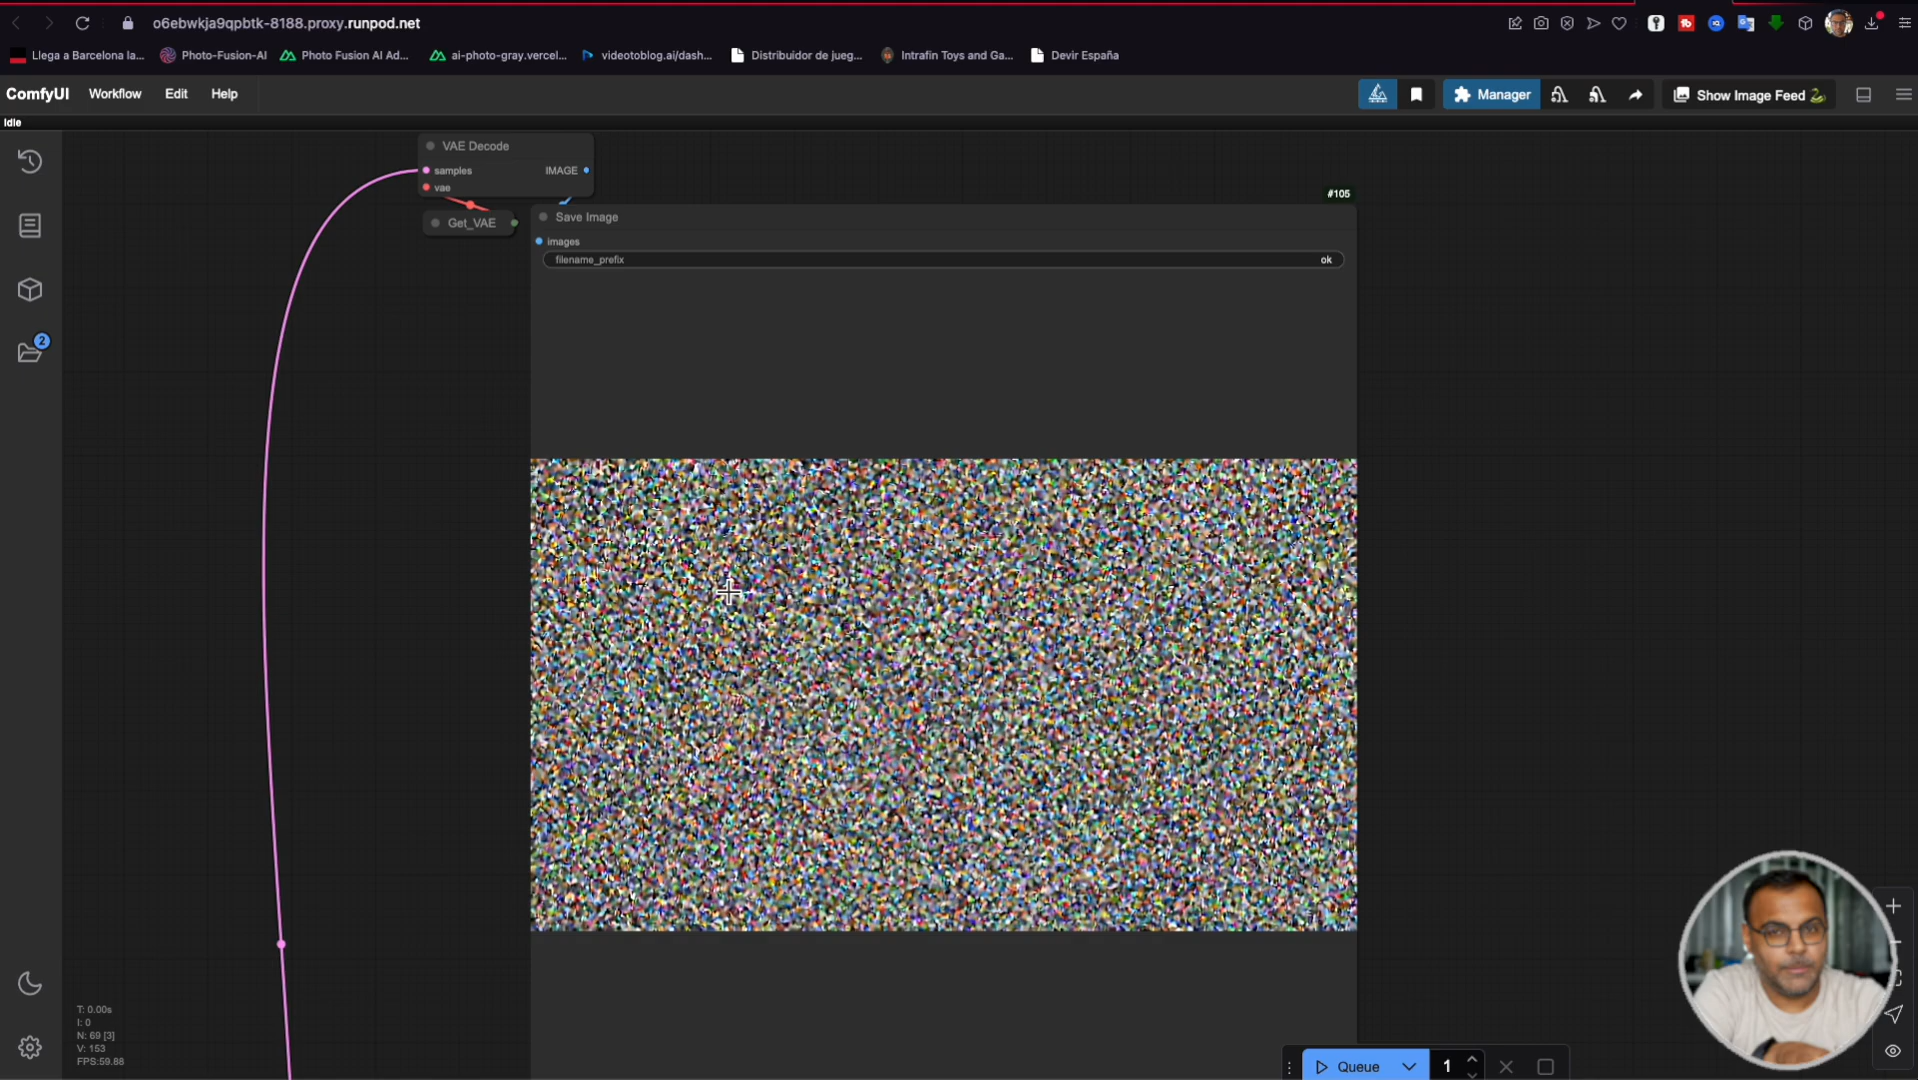 o6ebwkja9qpbtk-8188.proxy.runpod.net
Llega a Barcelona la... Photo-Fusion-AI Photo Fusion AI Ad... ai-photo-gray.vercel... videotoblog.ai/dash... Distribuidor de jueg... Intrafin Toys and Ga... Devir España
ComfyUI Workflow Edit Help Manager Show Image Feed
Idle
VAE Decode
samples IMAGE
vae
#105
Get_VAE
Save Image
images
filename_prefix ok
2
T: 0.00s
I: 0
N: 69 [3]
V: 153
FPS:59.88
Queue 1